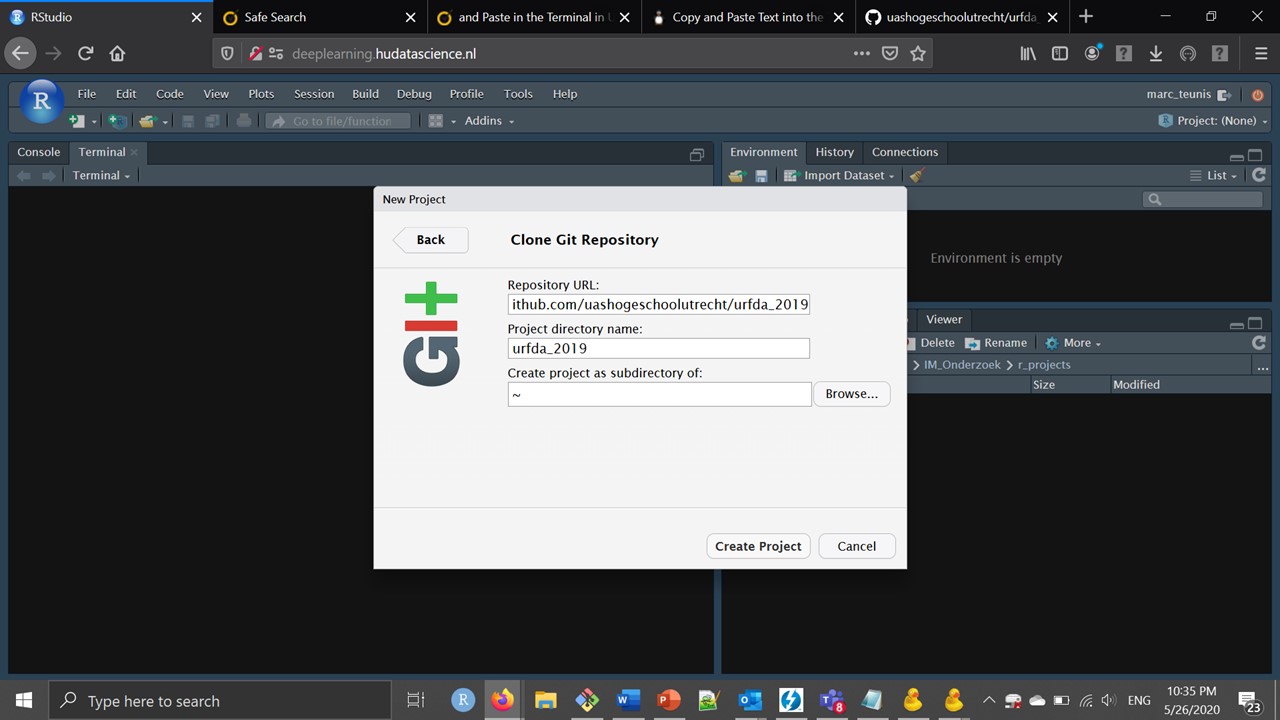 RStudio
Safe Search
and Paste in the Terminal in U
Copy and Paste Text into the
uashogeschoolutrecht/urfda_
deeplearning.hudatascience.nl
R
File Edit Code View Plots Session Build Debug Profile Tools Help
marc_teunis
Go to file/function
Addins
Project: (None)
Console Terminal
Environment History Connections
Terminal
Import Dataset
List
New Project
Back
Clone Git Repository
Environment is empty
GIt
Repository URL:
ithub.com/uashogeschoolutrecht/urfda_2019
Project directory name:
urfda_2019
Create project as subdirectory of:
~
Browse...
Viewer
Delete Rename More
IM_Onderzoek r_projects
...
Size Modified
Create Project Cancel
Type here to search
R
8
ENG
10:35 PM
5/26/2020
23